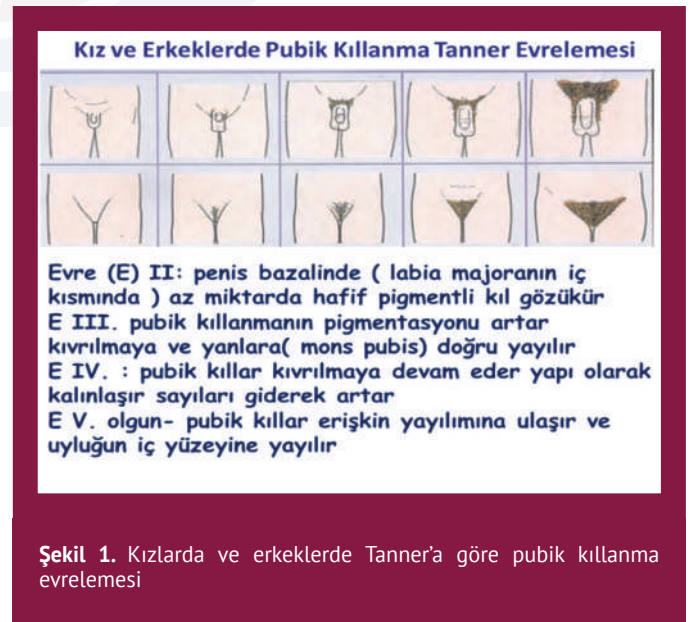 Kız ve Erkeklerde Pubik Kıllanma Tanner Evrelemesi
Evre (E) II: penis bazalinde ( labia majoranın iç
kısmında ) az miktarda hafif pigmentli kıl gözükür
E III. pubik kıllanmanın pigmentasyonu artar
kıvrılmaya ve yanlara( mons pubis) doğru yayılır
E IV. : pubik kıllar kıvrılmaya devam eder yapı olarak
kalınlaşır sayıları giderek artar
E V. olgun- pubik kıllar erişkin yayılımına ulaşır ve
uyluğun iç yüzeyine yayılır
Şekil 1. Kızlarda ve erkeklerde Tanner’a göre pubik kıllanma
evrelemesi